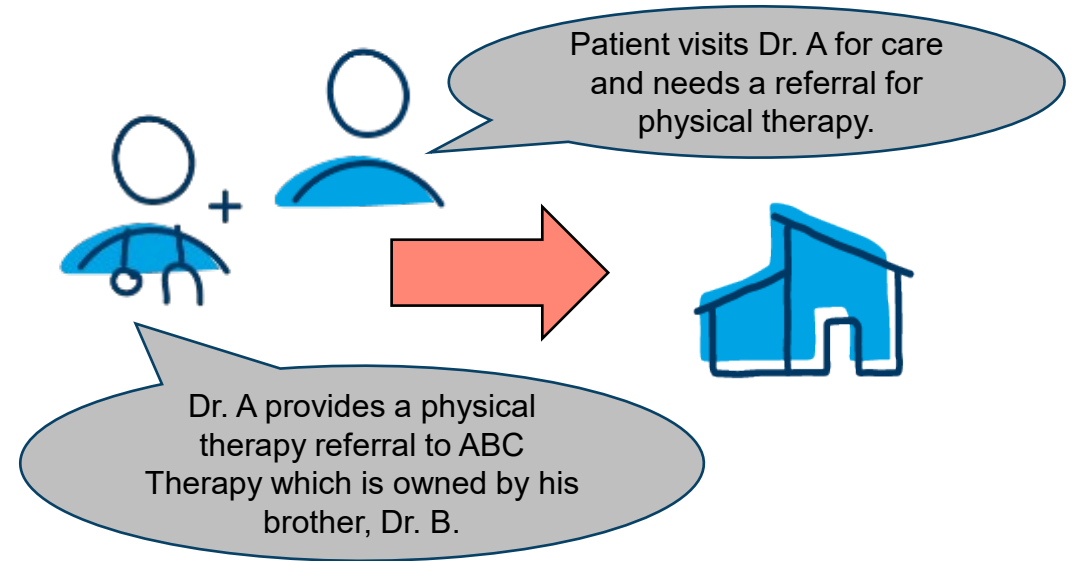 Patient visits Dr. A for care
and needs a referral for
physical therapy.
Dr. A provides a physical
therapy referral to ABC
Therapy which is owned by his
brother, Dr. B.